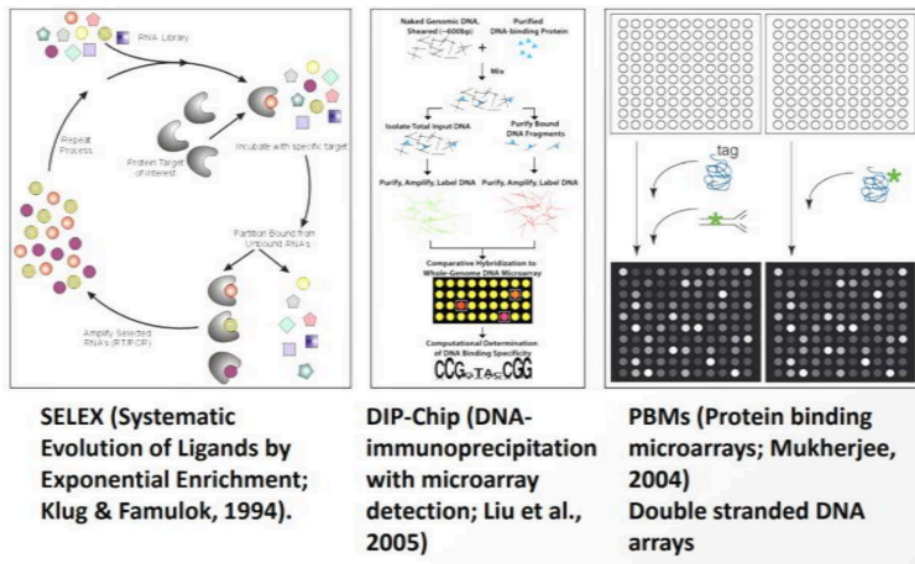 RNA Library
Repeat
Process
Protein Target
of Interest
Incubate with specific target
Partition Bound from
Unbound RNAs
Amplify Selected
RNAs (RT/PCR)
Naked Genomic DNA,
Sheared (~600bp)
Purified
DNA-binding Protein
+
Mix
Isolate Total Input DNA
Purify Bound
DNA Fragments
Purify, Amplify, Label DNA
Purify, Amplify, Label DNA
Comparative Hybridization to
Whole-Genome DNA Microarray
Computational Determination
of DNA Binding Specificity
CCGGTACCGG
tag
*
*
SELEX (Systematic
Evolution of Ligands by
Exponential Enrichment;
Klug & Famulok, 1994).
DIP-Chip (DNA-
immunoprecipitation
with microarray
detection; Liu et al.,
2005)
PBMs (Protein binding
microarrays; Mukherjee,
2004)
Double stranded DNA
arrays